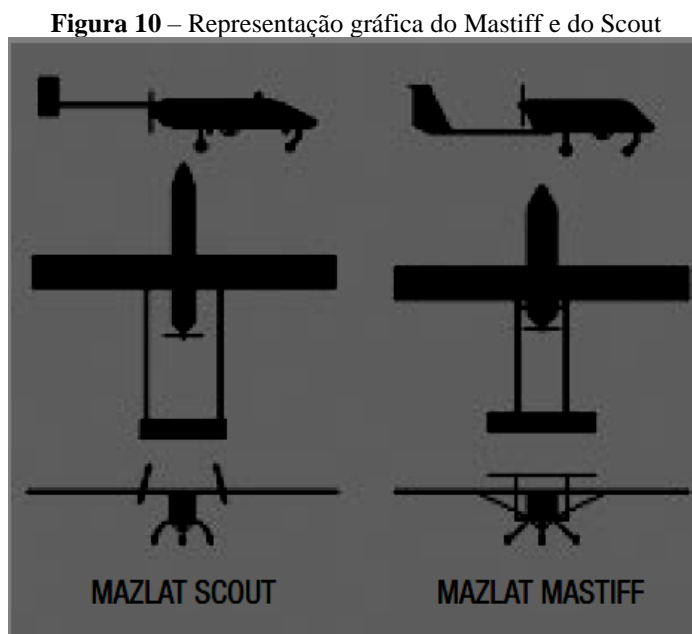 Figura 10 – Representação gráfica do Mastiff e do Scout
MAZLAT SCOUT
MAZLAT MASTIFF